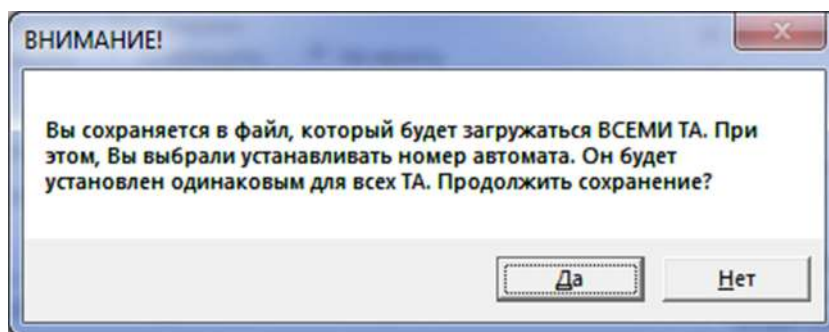 ВНИМАНИЕ!
Вы сохраняется в файл, который будет загружаться ВСЕМИ ТА. При
этом, Вы выбрали устанавливать номер автомата. Он будет
установлен одинаковым для всех ТА. Продолжить сохранение?
Да
Нет